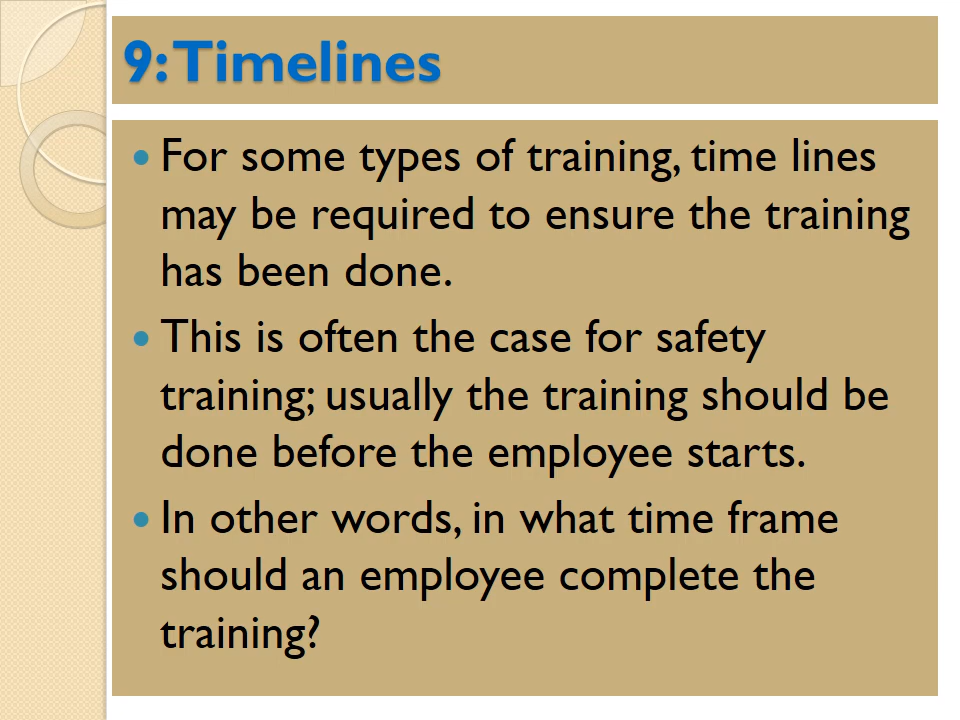 9: Timelines
• For some types of training, time lines
may be required to ensure the training
has been done.
• This is often the case for safety
training; usually the training should be
done before the employee starts.
• In other words, in what time frame
should an employee complete the
training?